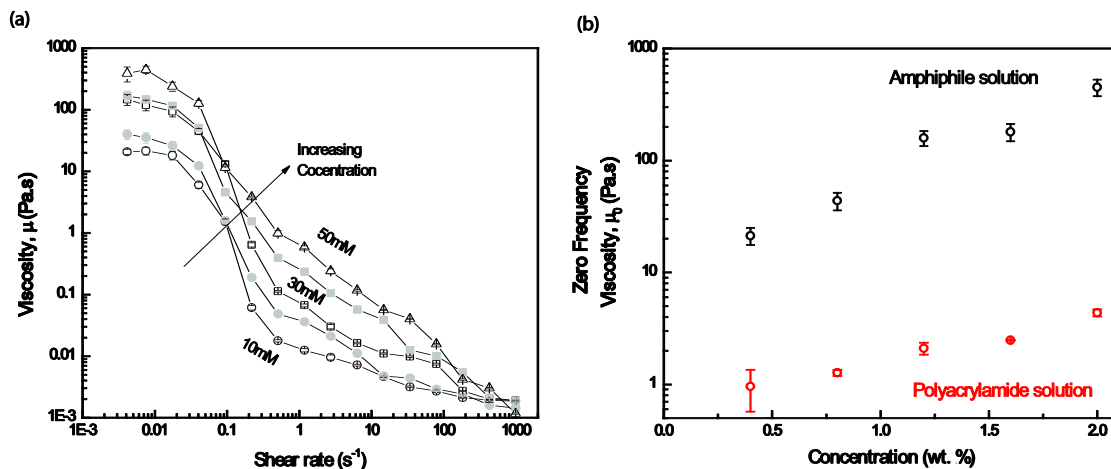 (a)
1000
100
10
1
0.1
0.01
1E-3
Viscosity, μ (Pa.s)
Increasing
Cocentration
50mM
30mM
10mM
1E-3 0.01 0.1 1 10 100 1000
Shear rate (s⁻¹)
(b)
1000
100
10
1
Zero Frequency
Viscosity, μ₀ (Pa.s)
Amphiphile solution
Polyacrylamide solution
0.0 0.5 1.0 1.5 2.0
Concentration (wt. %)